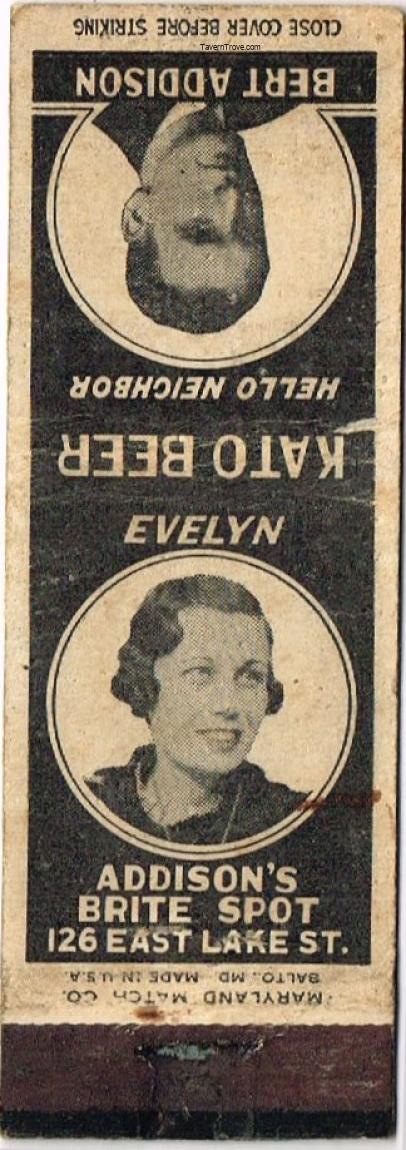 CLOSE COVER BEFORE STRIKING
TavernTrove.com
BERT ADDISON
HELLO NEIGHBOR
KATO BEER
EVELYN
ADDISON'S
BRITE SPOT
126 EAST LAKE ST.
MARYLAND MATCH CO.
BALTO., MD. MADE IN U.S.A.